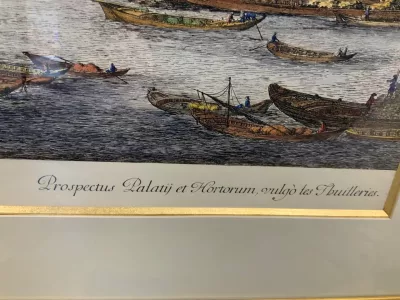 Prospectus Palatij et Hortorum, vulgò les Thuilleries.